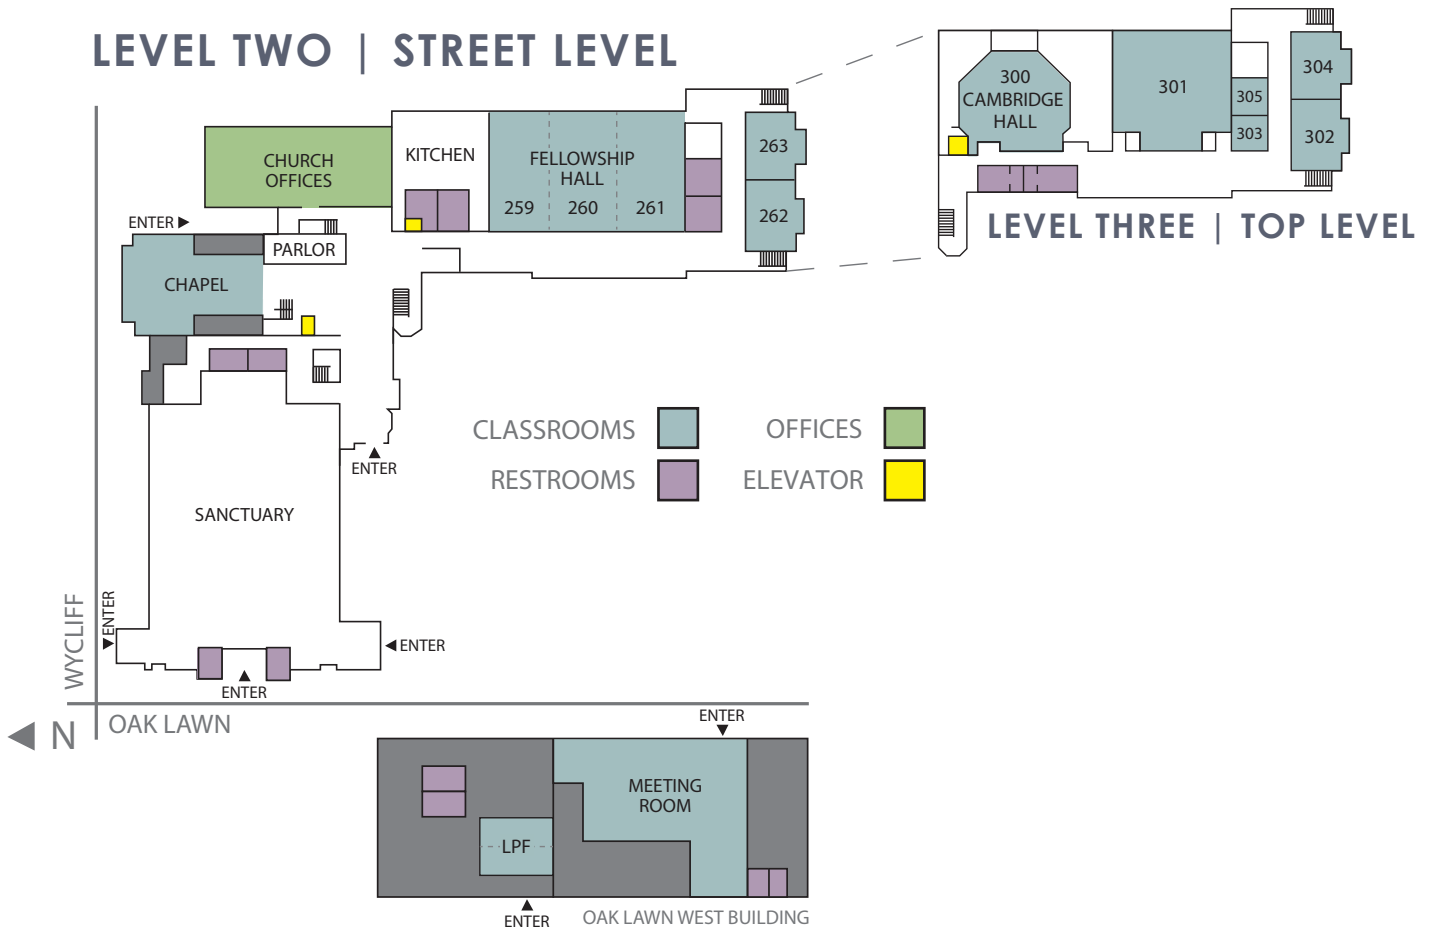 LEVEL TWO | STREET LEVEL
CHURCH
OFFICES
KITCHEN
FELLOWSHIP
HALL
259
260
261
263
262
ENTER
PARLOR
CHAPEL
300
CAMBRIDGE
HALL
301
305
303
304
302
LEVEL THREE | TOP LEVEL
CLASSROOMS
OFFICES
RESTROOMS
ELEVATOR
ENTER
SANCTUARY
WYCLIFF
ENTER
ENTER
ENTER
N
OAK LAWN
ENTER
MEETING
ROOM
LPF
ENTER
OAK LAWN WEST BUILDING